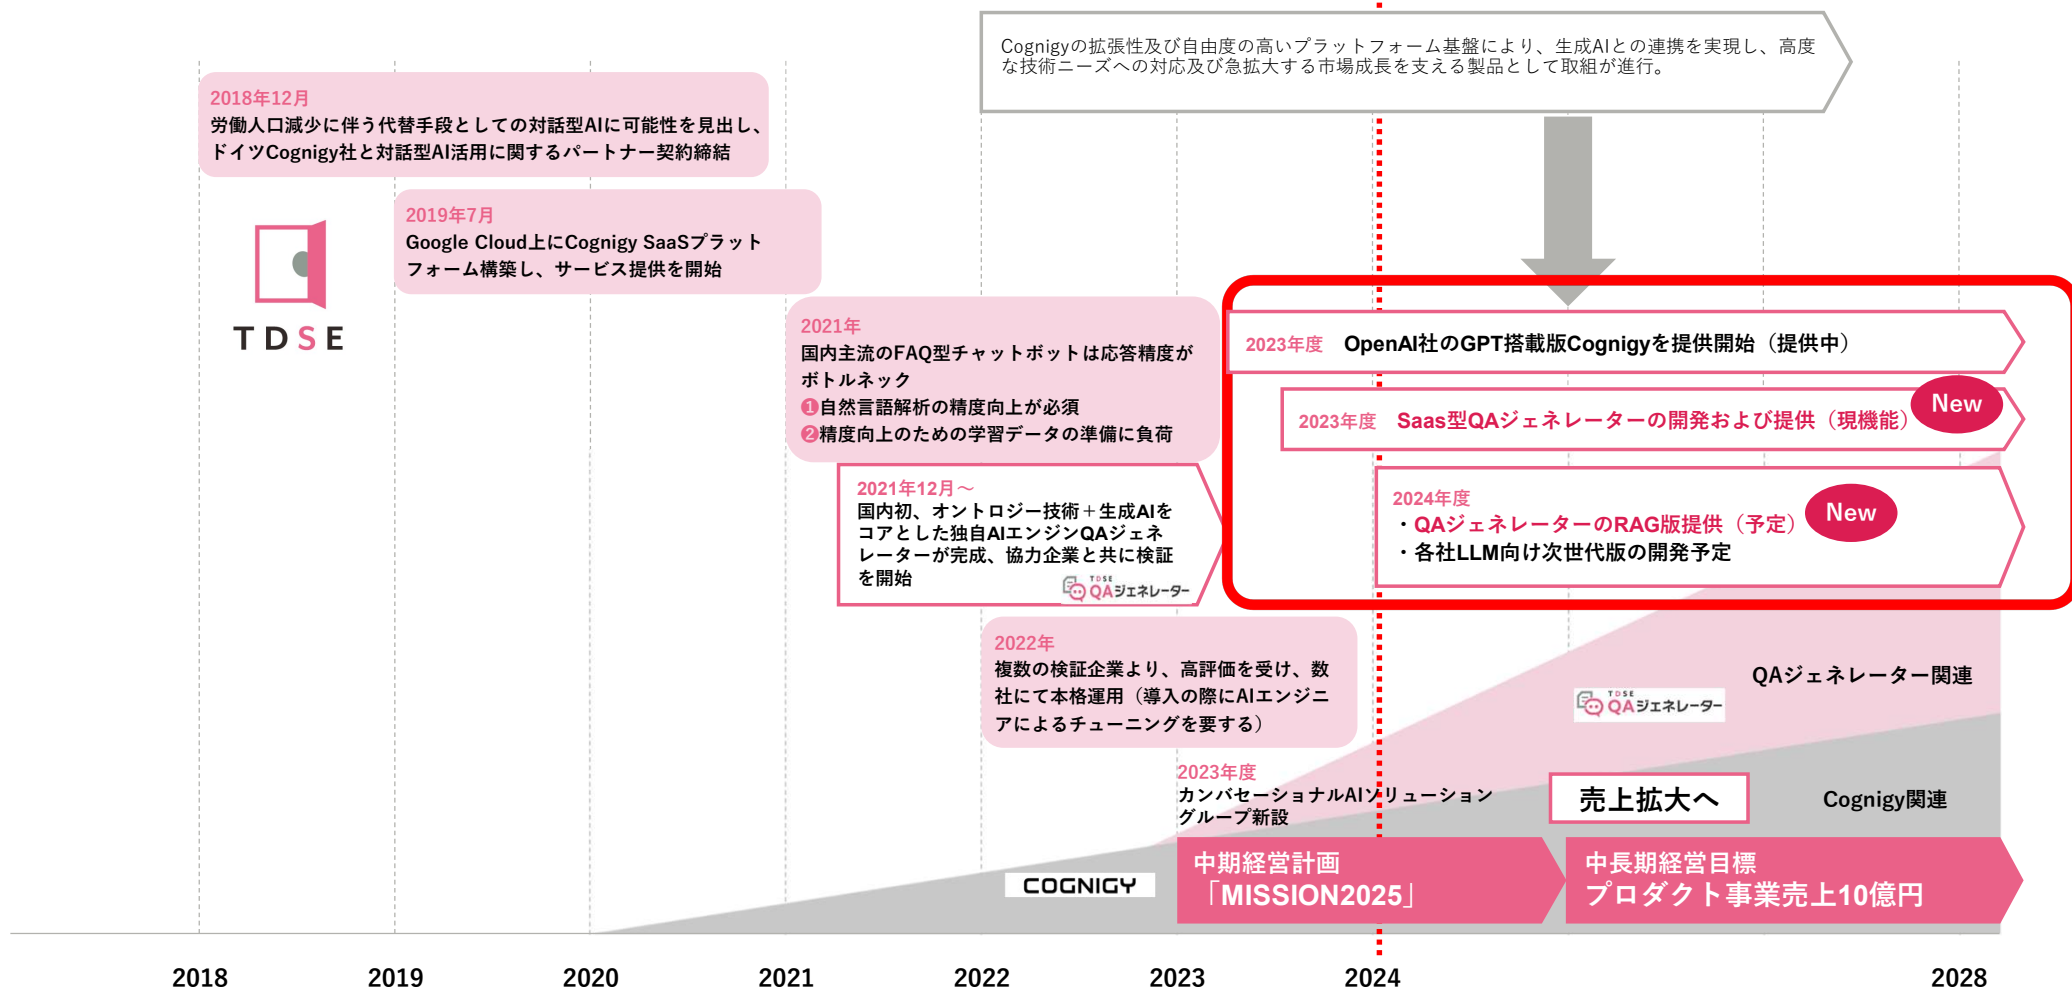 Cognigyの拡張性及び自由度の高いプラットフォーム基盤により、生成AIとの連携を実現し、高度
な技術ニーズへの対応及び急拡大する市場成長を支える製品として取組が進行。
2018年12月
労働人口減少に伴う代替手段としての対話型AIに可能性を見出し、
ドイツCognigy社と対話型AI活用に関するパートナー契約締結
2019年7月
Google Cloud上にCognigy SaaSプラット
フォーム構築し、サービス提供を開始
TDSE
2021年
国内主流のFAQ型チャットボットは応答精度が
ボトルネック
❶自然言語解析の精度向上が必須
❷精度向上のための学習データの準備に負荷
2023年度 OpenAI社のGPT搭載版Cognigyを提供開始（提供中）
2023年度 Saas型QAジェネレーターの開発および提供（現機能）
New
2021年12月～
国内初、オントロジー技術＋生成AIを
コアとした独自AIエンジンQAジェネ
レーターが完成、協力企業と共に検証
を開始
TDSE
QAジェネレーター
2024年度
・QAジェネレーターのRAG版提供（予定）
New
・各社LLM向け次世代版の開発予定
2022年
複数の検証企業より、高評価を受け、数
社にて本格運用（導入の際にAIエンジニ
アによるチューニングを要する）
QAジェネレーター関連
TDSE
QAジェネレーター
2023年度
カンバセーショナルAIソリューション
グループ新設
売上拡大へ
Cognigy関連
COGNIGY
中期経営計画
「MISSION2025」
中長期経営目標
プロダクト事業売上10億円
2018 2019 2020 2021 2022 2023 2024 2028